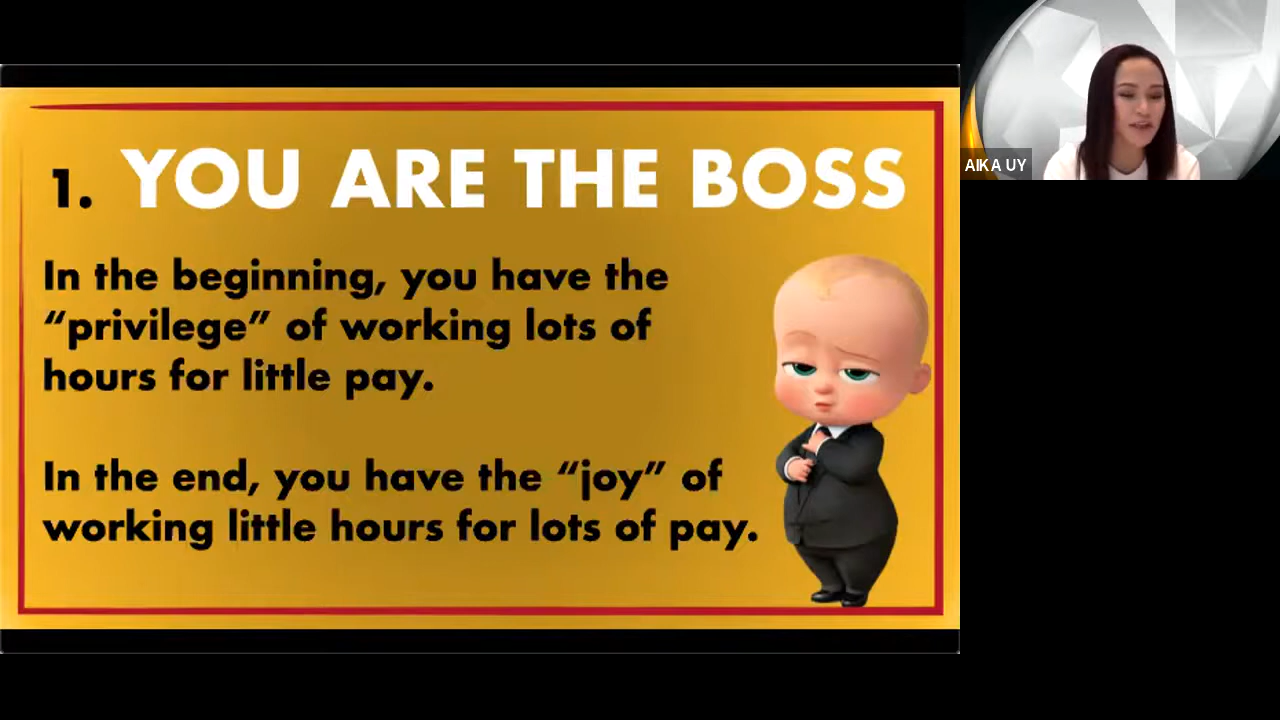 1. YOU ARE THE BOSS
In the beginning, you have the
“privilege” of working lots of
hours for little pay.
In the end, you have the “joy” of
working little hours for lots of pay.
AIKA UY